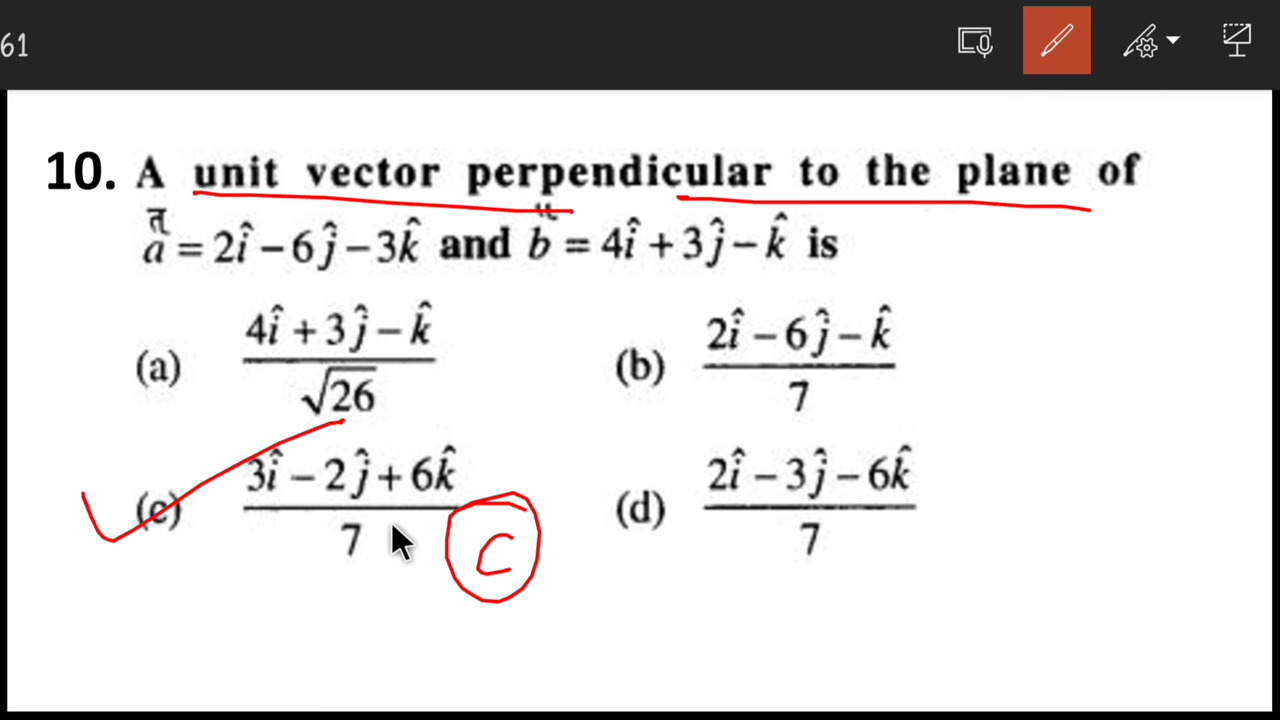 61
10. A unit vector perpendicular to the plane of
a⃗ = 2î − 6ĵ − 3k̂ and b⃗ = 4î + 3ĵ − k̂ is
(a) (4î + 3ĵ − k̂)/√26 (b) (2î − 6ĵ − k̂)/7
(c) (3î − 2ĵ + 6k̂)/7 (d) (2î − 3ĵ − 6k̂)/7
C